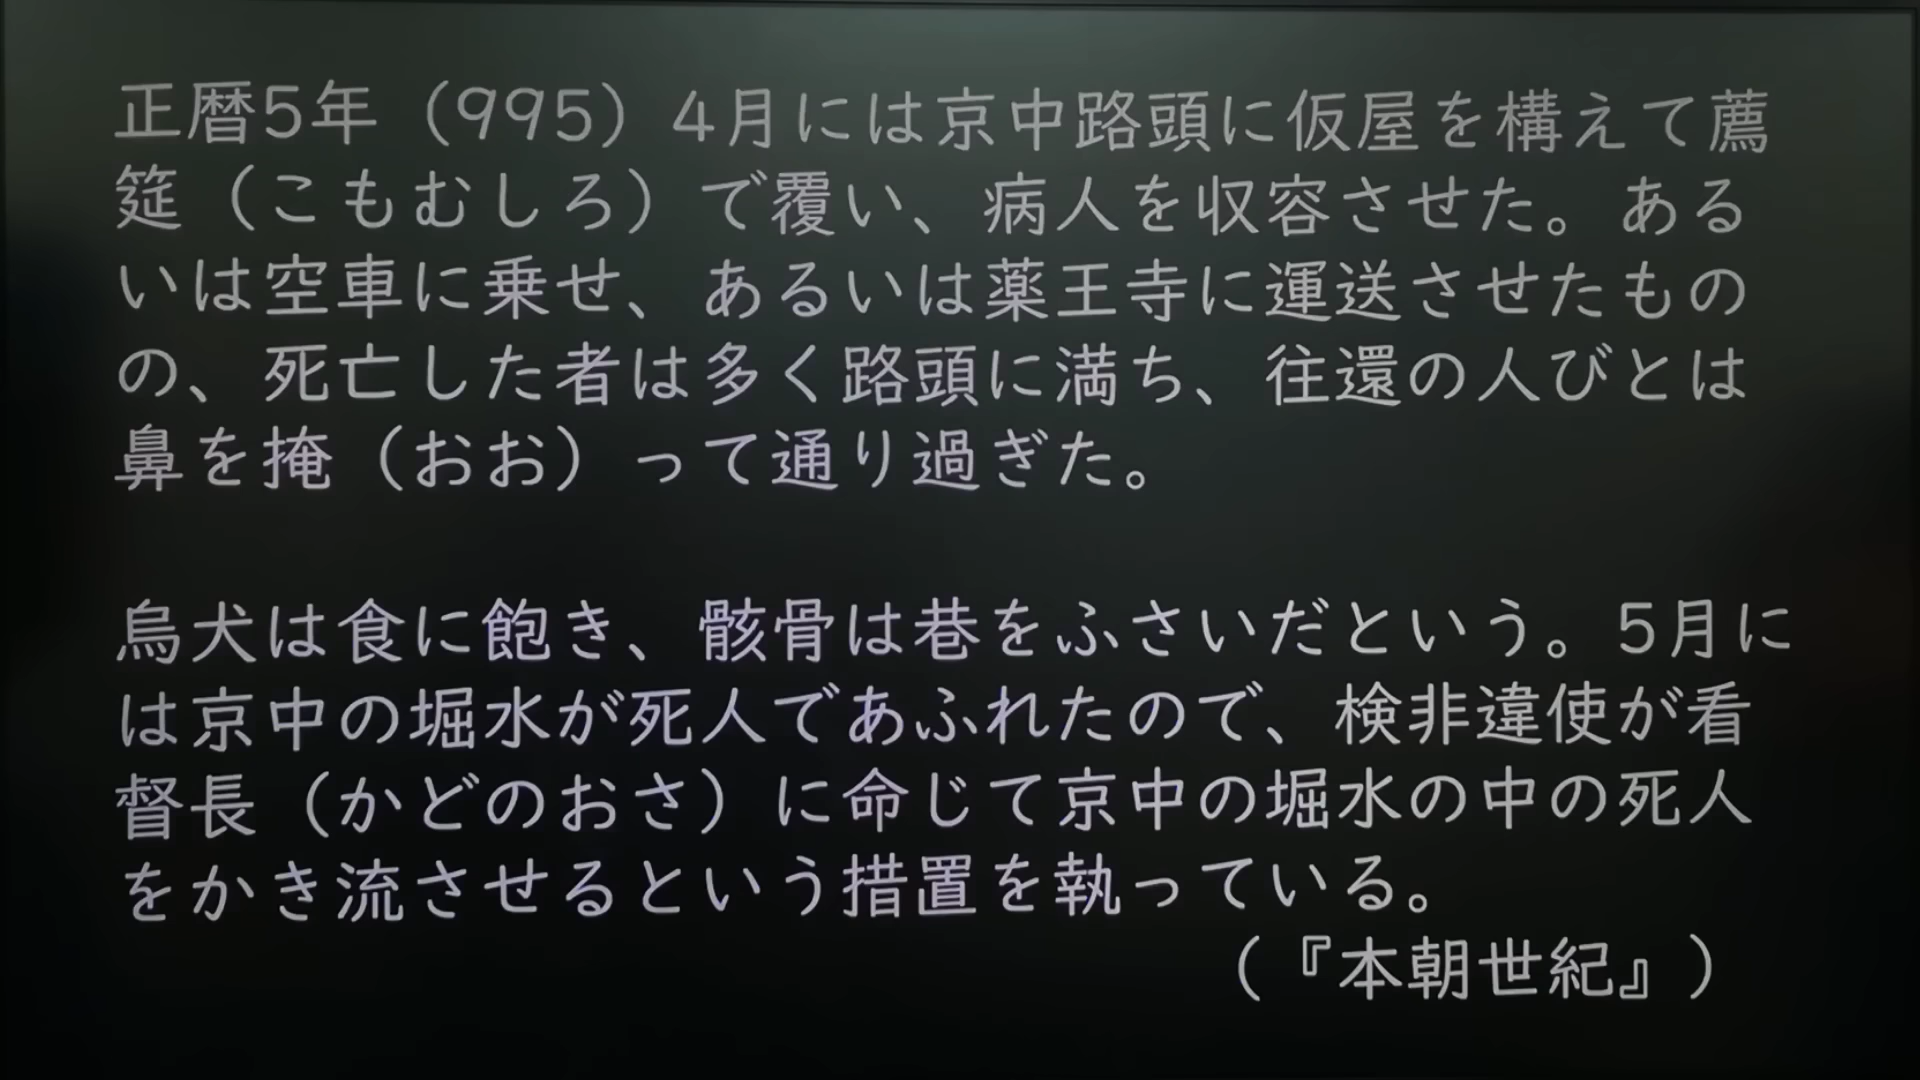 正暦5年（995）4月には京中路頭に仮屋を構えて薦
筵（こもむしろ）で覆い、病人を収容させた。ある
いは空車に乗せ、あるいは薬王寺に運送させたもの
の、死亡した者は多く路頭に満ち、往還の人びとは
鼻を掩（おお）って通り過ぎた。
烏犬は食に飽き、骸骨は巷をふさいだという。5月に
は京中の堀水が死人であふれたので、検非違使が看
督長（かどのおさ）に命じて京中の堀水の中の死人
をかき流させるという措置を執っている。
（『本朝世紀』）